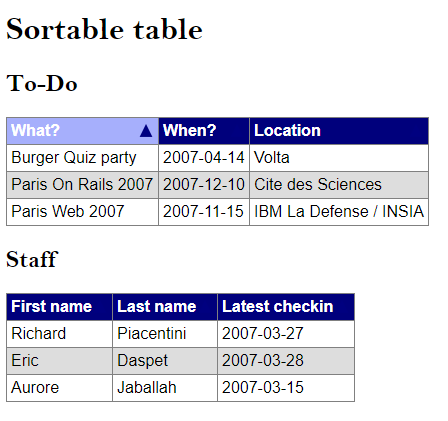 Sortable table
To-Do
What? ▲ When? Location
Burger Quiz party 2007-04-14 Volta
Paris On Rails 2007 2007-12-10 Cite des Sciences
Paris Web 2007 2007-11-15 IBM La Defense / INSIA
Staff
First name Last name Latest checkin
Richard Piacentini 2007-03-27
Eric Daspet 2007-03-28
Aurore Jaballah 2007-03-15